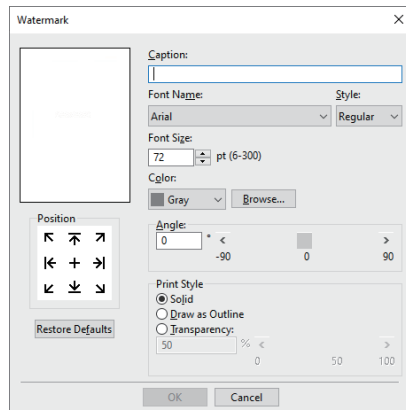 Watermark
Caption:
Font Name: Style:
Arial Regular
Font Size:
72 pt (6-300)
Color:
Gray Browse...
Position
Angle:
0 °
-90 0 90
Restore Defaults
Print Style
Solid
Draw as Outline
Transparency:
50 %
0 50 100
OK Cancel